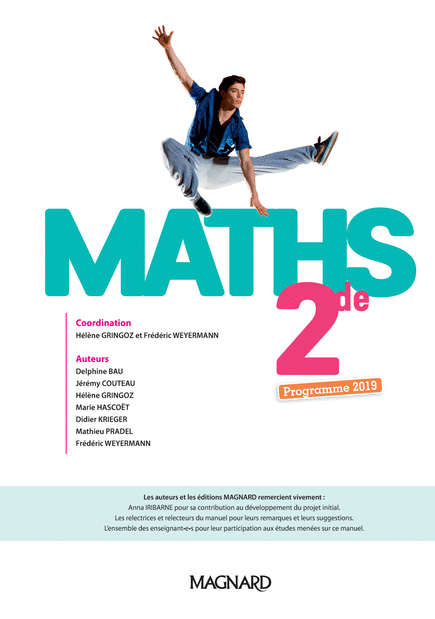 MATHS
2de
Programme 2019
Coordination
Hélène GRINGOZ et Frédéric WEYERMANN
Auteurs
Delphine BAU
Jérémy COUTEAU
Hélène GRINGOZ
Marie HASCOËT
Didier KRIEGER
Mathieu PRADEL
Frédéric WEYERMANN
Les auteurs et les éditions MAGNARD remercient vivement :
Anna IRIBARNE pour sa contribution au développement du projet initial.
Les relectrices et relecteurs du manuel pour leurs remarques et leurs suggestions.
L'ensemble des enseignant•e•s pour leur participation aux études menées sur ce manuel.
MAGNARD